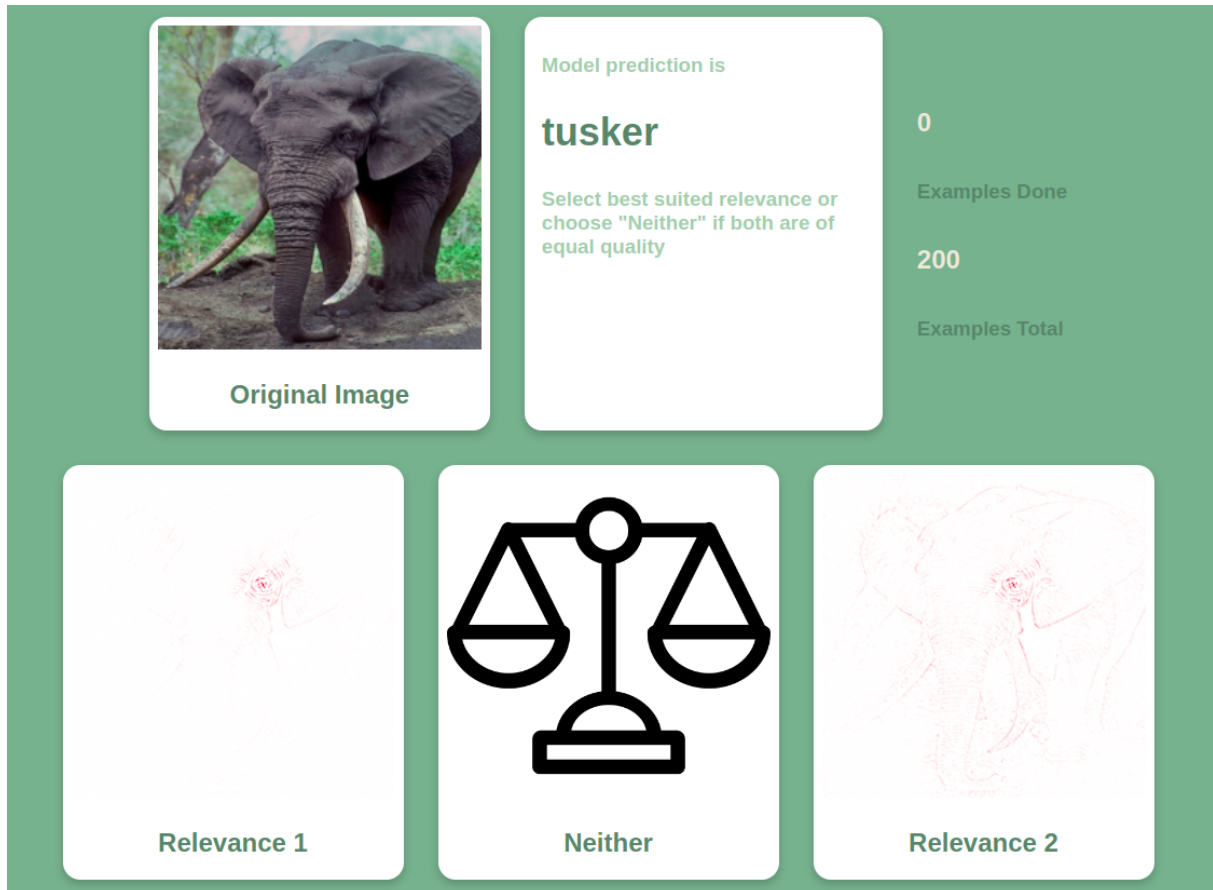 Model prediction is
tusker
Select best suited relevance or
choose "Neither" if both are of
equal quality
0
Examples Done
200
Examples Total
Original Image
Relevance 1
Neither
Relevance 2